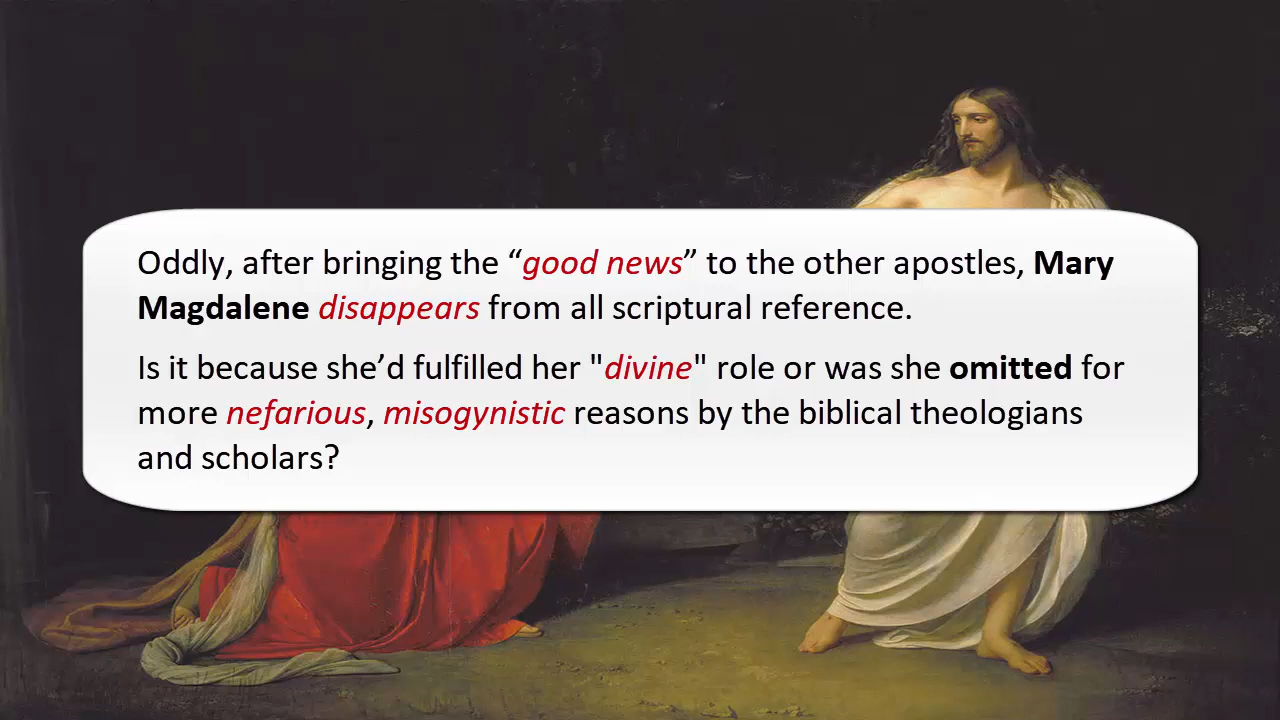 Oddly, after bringing the “good news” to the other apostles, Mary
Magdalene disappears from all scriptural reference.
Is it because she’d fulfilled her "divine" role or was she omitted for
more nefarious, misogynistic reasons by the biblical theologians
and scholars?